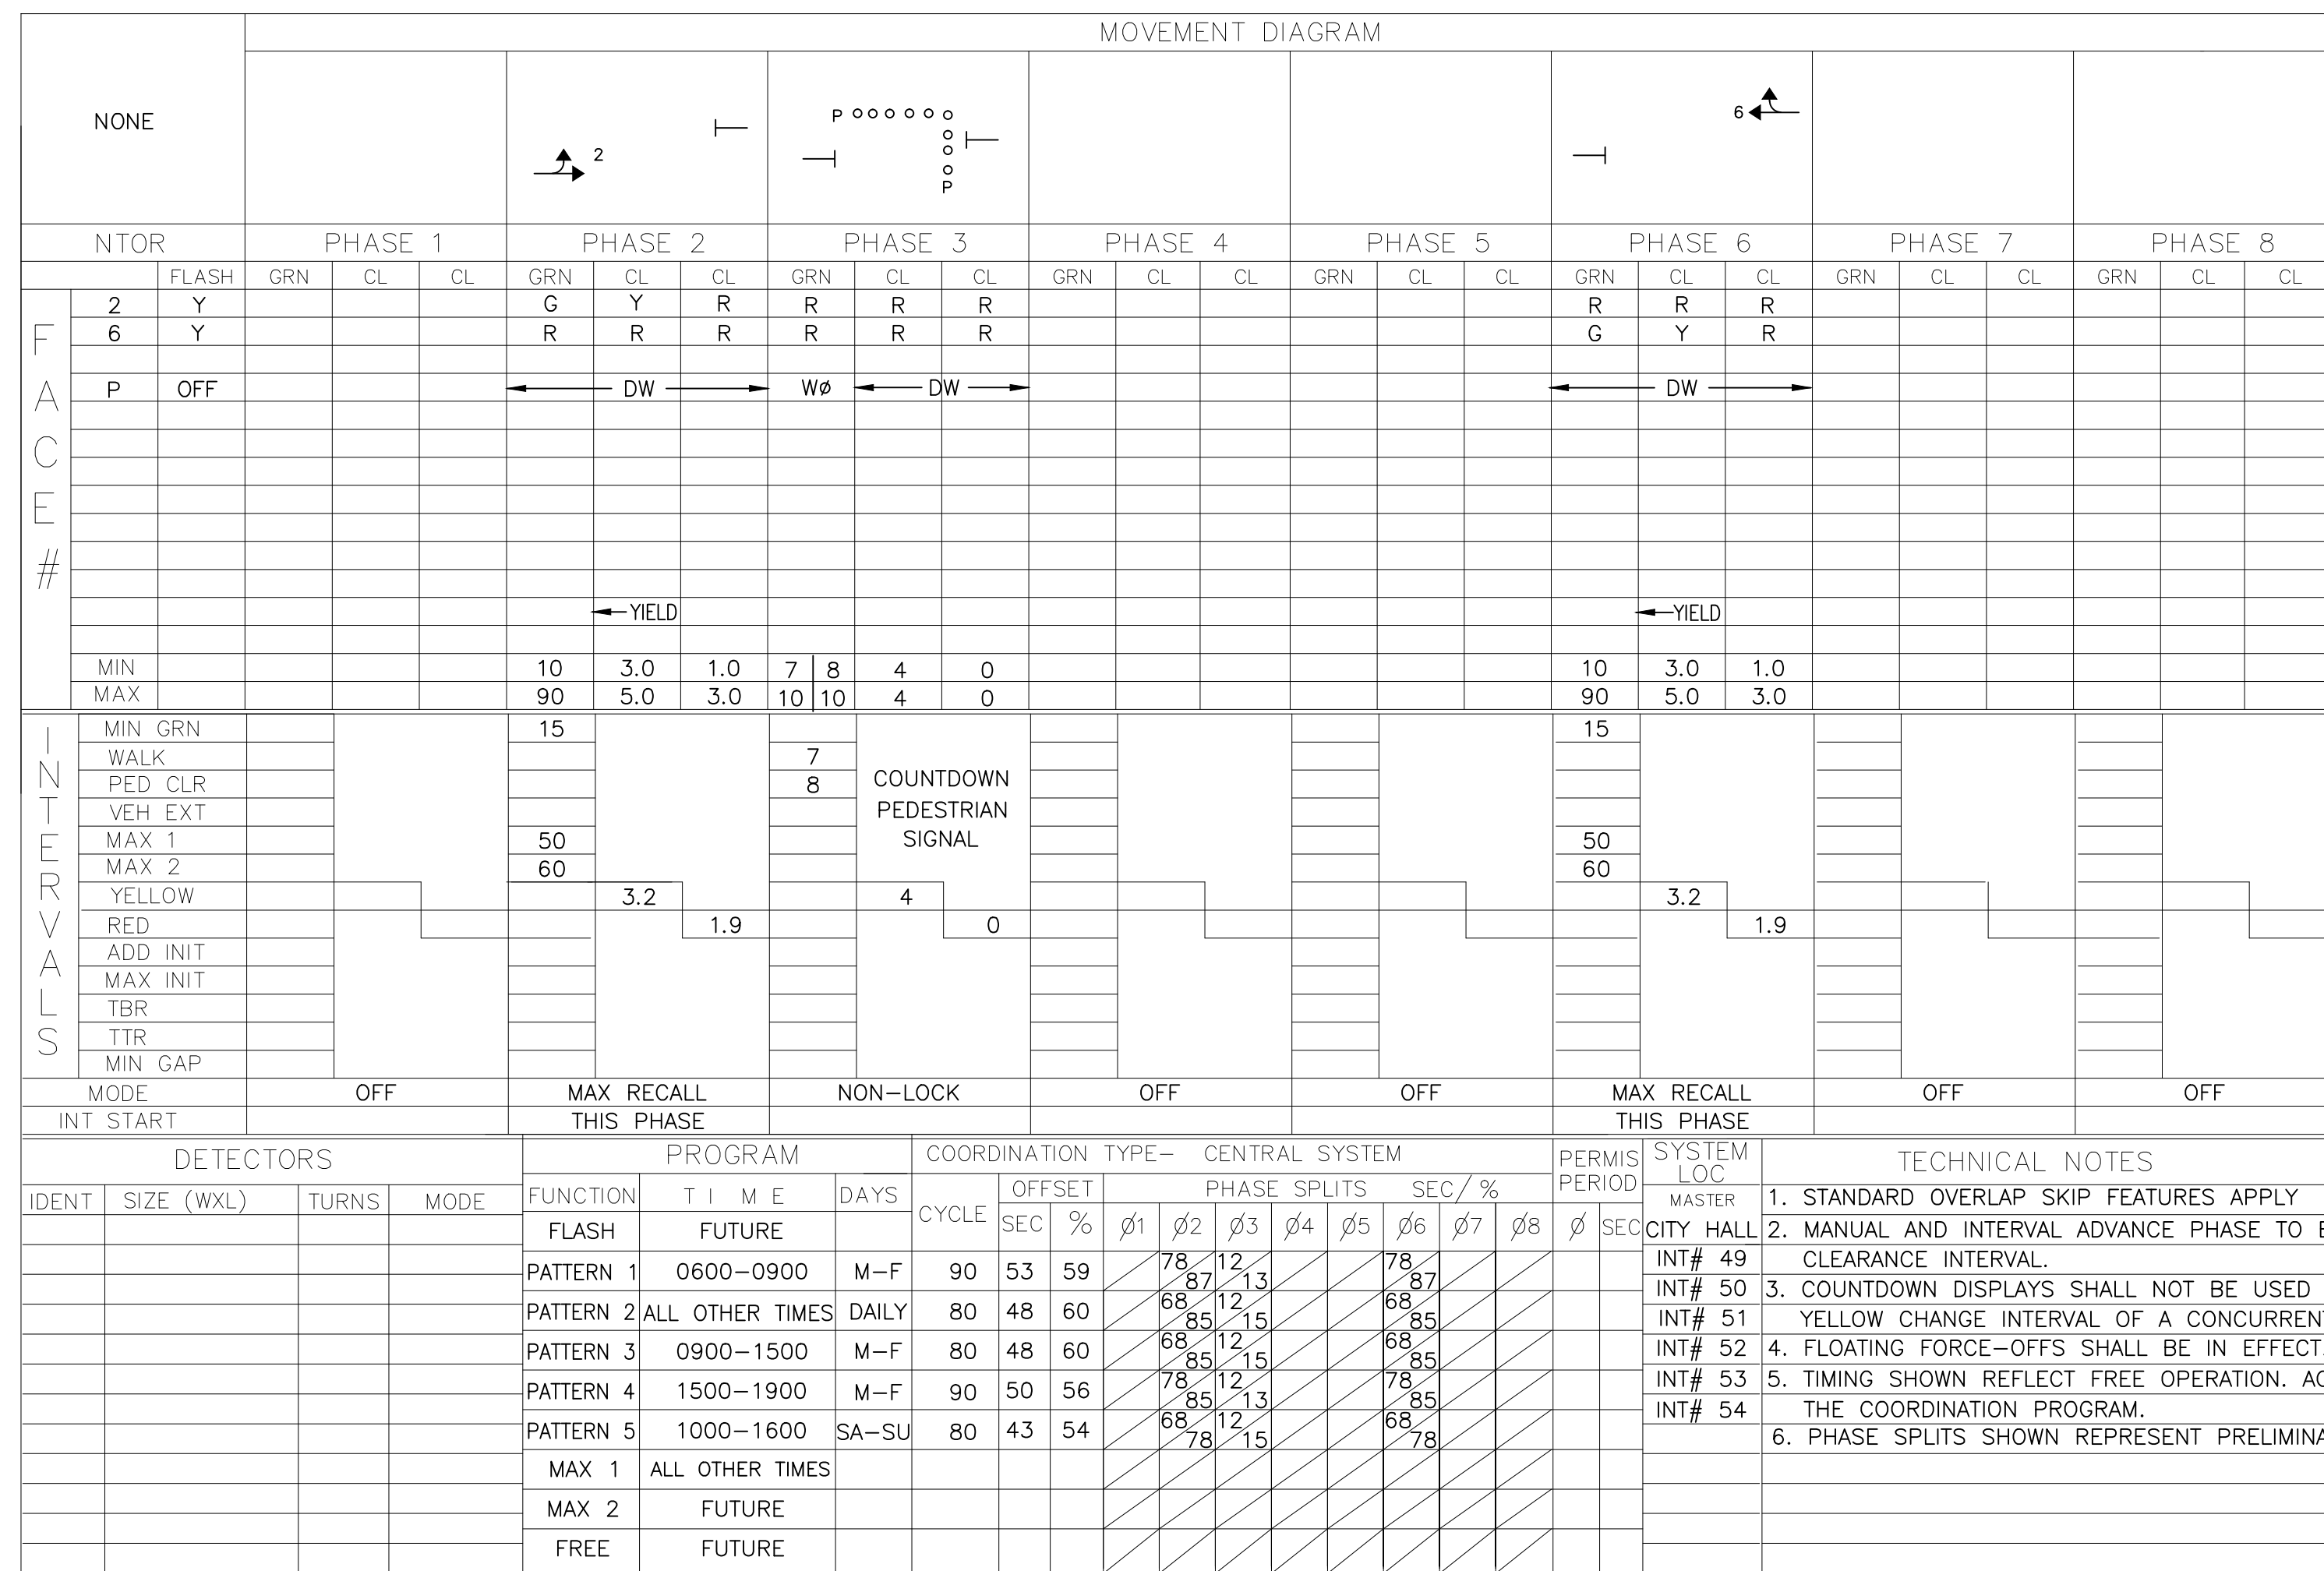 MOVEMENT DIAGRAM
NONE
2
P
P
6
NTOR PHASE 1 PHASE 2 PHASE 3 PHASE 4 PHASE 5 PHASE 6 PHASE 7 PHASE 8
FLASH GRN CL CL GRN CL CL GRN CL CL GRN CL CL GRN CL CL GRN CL CL GRN CL CL GRN CL CL
FACE #
2 Y G Y R R R R R R R
6 Y R R R R R R G Y R
P OFF DW WØ DW DW
YIELD YIELD
MIN 10 3.0 1.0 7 8 4 0 10 3.0 1.0
MAX 90 5.0 3.0 10 10 4 0 90 5.0 3.0
INTERVALS
MIN GRN 15 15
WALK 7
PED CLR 8 COUNTDOWN
VEH EXT PEDESTRIAN
MAX 1 50 SIGNAL 50
MAX 2 60 60
YELLOW 3.2 4 3.2
RED 1.9 0 1.9
ADD INIT
MAX INIT
TBR
TTR
MIN GAP
MODE OFF MAX RECALL NON-LOCK OFF OFF MAX RECALL OFF OFF
INT START THIS PHASE THIS PHASE
DETECTORS
IDENT SIZE (WXL) TURNS MODE
PROGRAM COORDINATION TYPE- CENTRAL SYSTEM PERMIS PERIOD
FUNCTION TIME DAYS CYCLE OFFSET PHASE SPLITS SEC/%
SEC % Ø1 Ø2 Ø3 Ø4 Ø5 Ø6 Ø7 Ø8 Ø SEC
FLASH FUTURE
PATTERN 1 0600-0900 M-F 90 53 59 78 87 12 13 78 87
PATTERN 2 ALL OTHER TIMES DAILY 80 48 60 68 85 12 15 68 85
PATTERN 3 0900-1500 M-F 80 48 60 68 85 12 15 68 85
PATTERN 4 1500-1900 M-F 90 50 56 78 85 12 13 78 85
PATTERN 5 1000-1600 SA-SU 80 43 54 68 78 12 15 68 78
MAX 1 ALL OTHER TIMES
MAX 2 FUTURE
FREE FUTURE
SYSTEM
LOC
MASTER
CITY HALL
INT# 49
INT# 50
INT# 51
INT# 52
INT# 53
INT# 54
TECHNICAL NOTES
1. STANDARD OVERLAP SKIP FEATURES APPLY
2. MANUAL AND INTERVAL ADVANCE PHASE TO
CLEARANCE INTERVAL.
3. COUNTDOWN DISPLAYS SHALL NOT BE USED
YELLOW CHANGE INTERVAL OF A
4. FLOATING FORCE-OFFS SHALL BE IN EFFECT
5. TIMING SHOWN REFLECT FREE OPERATION.
THE COORDINATION PROGRAM.
6. PHASE SPLITS SHOWN REPRESENT